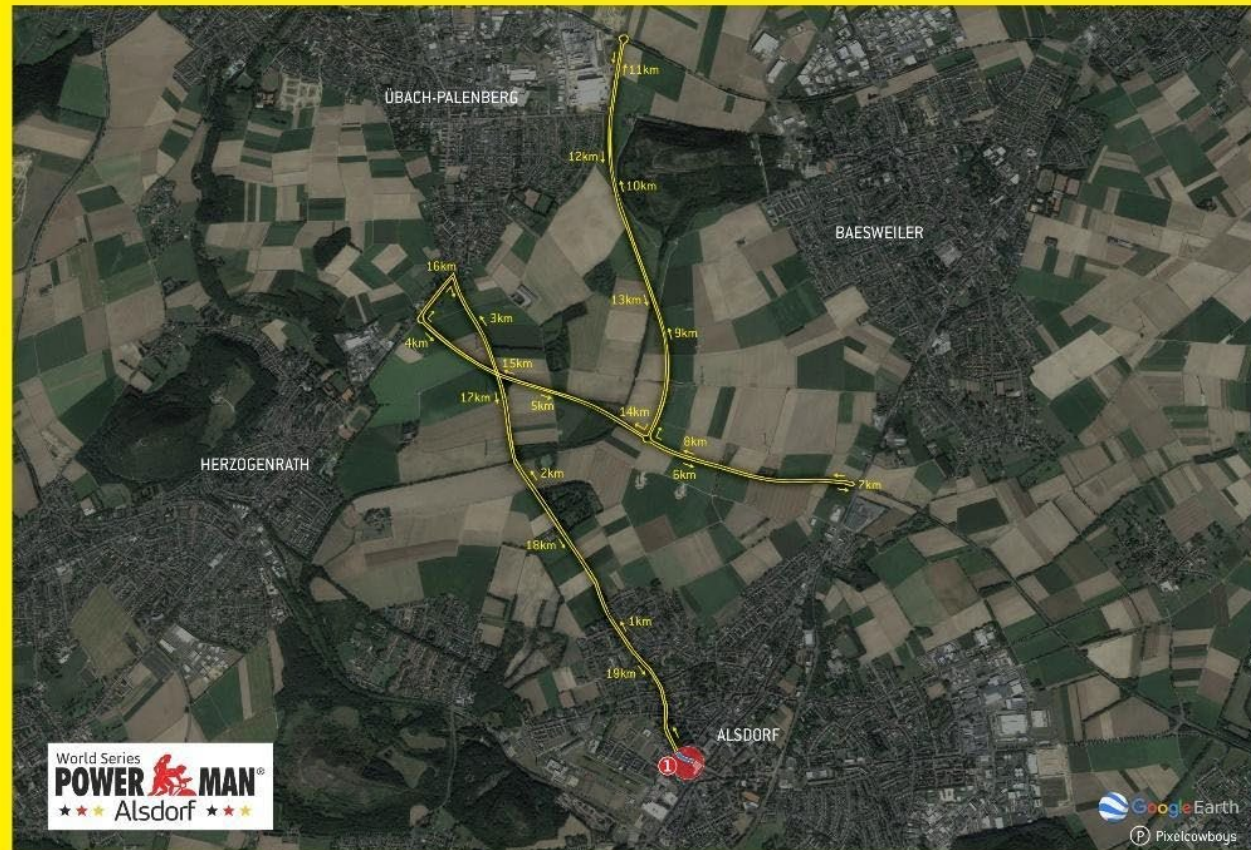 11km
ÜBACH-PALENBERG
12km
10km
BAESWEILER
16km
13km
3km
9km
4km
15km
17km
5km
14km
8km
HERZOGENRATH
2km
6km
7km
18km
1km
19km
ALSDORF
1
World Series
POWER MAN®
Alsdorf
Google Earth
P Pixelcowboys